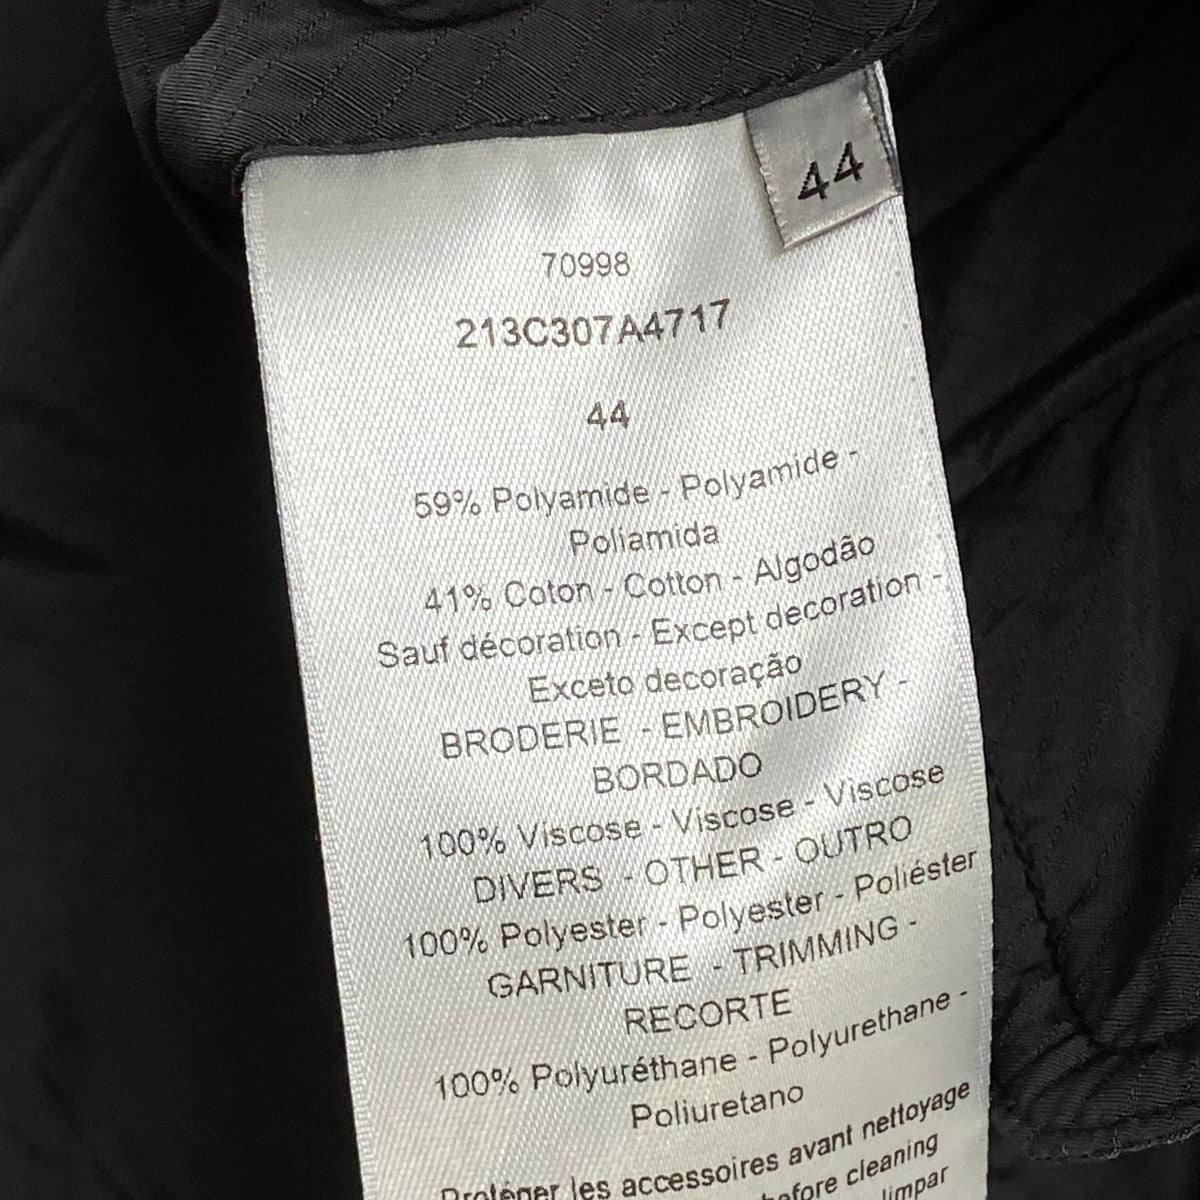 44
70998
213C307A4717
44
59% Polyamide - Polyamide -
Poliamida
41% Coton - Cotton - Algodão
Sauf décoration - Except decoration -
Exceto decoração
BRODERIE - EMBROIDERY -
BORDADO
100% Viscose - Viscose - Viscose
DIVERS - OTHER - OUTRO
100% Polyester - Polyester - Poliéster
GARNITURE - TRIMMING -
RECORTE
100% Polyuréthane - Polyurethane -
Poliuretano
Protéger les accessoires avant nettoyage
before cleaning
limpar